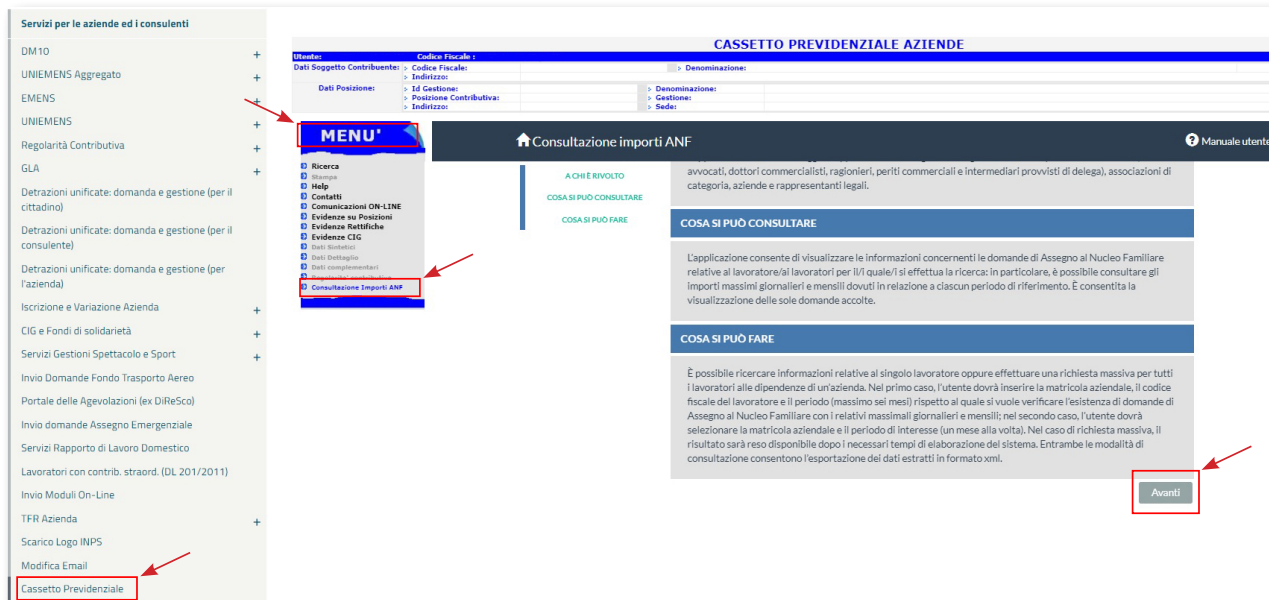 Servizi per le aziende ed i consulenti
DM10
UNIEMENS Aggregato
EMENS
UNIEMENS
Regolarità Contributiva
GLA
Detrazioni unificate: domanda e gestione (per il
cittadino)
Detrazioni unificate: domanda e gestione (per il
consulente)
Detrazioni unificate: domanda e gestione (per
l'azienda)
Iscrizione e Variazione Azienda
CIG e Fondi di solidarietà
Servizi Gestioni Spettacolo e Sport
Invio Domande Fondo Trasporto Aereo
Portale delle Agevolazioni (ex DiReSco)
Invio domande Assegno Emergenziale
Servizi Rapporto di Lavoro Domestico
Lavoratori con contrib. straord. (DL 201/2011)
Invio Moduli On-Line
TFR Azienda
Scarico Logo INPS
Modifica Email
Cassetto Previdenziale
CASSETTO PREVIDENZIALE AZIENDE
Utente: Codice Fiscale :
Dati Soggetto Contribuente: > Codice Fiscale: > Denominazione:
> Indirizzo:
Dati Posizione: > Id Gestione: > Denominazione:
> Posizione Contributiva: > Gestione:
> Indirizzo: > Sede:
MENU'
Ricerca
Stampa
Help
Contatti
Comunicazioni ON-LINE
Evidenze su Posizioni
Evidenze Rettifiche
Evidenze CIG
Dati Sintetici
Dati Dettaglio
Dati complementari
Regolarita' contributiva
Consultazione Importi ANF
Consultazione importi ANF
Manuale utente
A CHI È RIVOLTO
COSA SI PUÒ CONSULTARE
COSA SI PUÒ FARE
avvocati, dottori commercialisti, ragionieri, periti commerciali e intermediari provvisti di delega), associazioni di
categoria, aziende e rappresentanti legali.
COSA SI PUÒ CONSULTARE
L'applicazione consente di visualizzare le informazioni concernenti le domande di Assegno al Nucleo Familiare
relative al lavoratore/ai lavoratori per il/i quale/i si effettua la ricerca: in particolare, è possibile consultare gli
importi massimi giornalieri e mensili dovuti in relazione a ciascun periodo di riferimento. È consentita la
visualizzazione delle sole domande accolte.
COSA SI PUÒ FARE
È possibile ricercare informazioni relative al singolo lavoratore oppure effettuare una richiesta massiva per tutti
i lavoratori alle dipendenze di un'azienda. Nel primo caso, l'utente dovrà inserire la matricola aziendale, il codice
fiscale del lavoratore e il periodo (massimo sei mesi) rispetto al quale si vuole verificare l'esistenza di domande di
Assegno al Nucleo Familiare con i relativi massimali giornalieri e mensili; nel secondo caso, l'utente dovrà
selezionare la matricola aziendale e il periodo di interesse (un mese alla volta). Nel caso di richiesta massiva, il
risultato sarà reso disponibile dopo i necessari tempi di elaborazione del sistema. Entrambe le modalità di
consultazione consentono l'esportazione dei dati estratti in formato xml.
Avanti